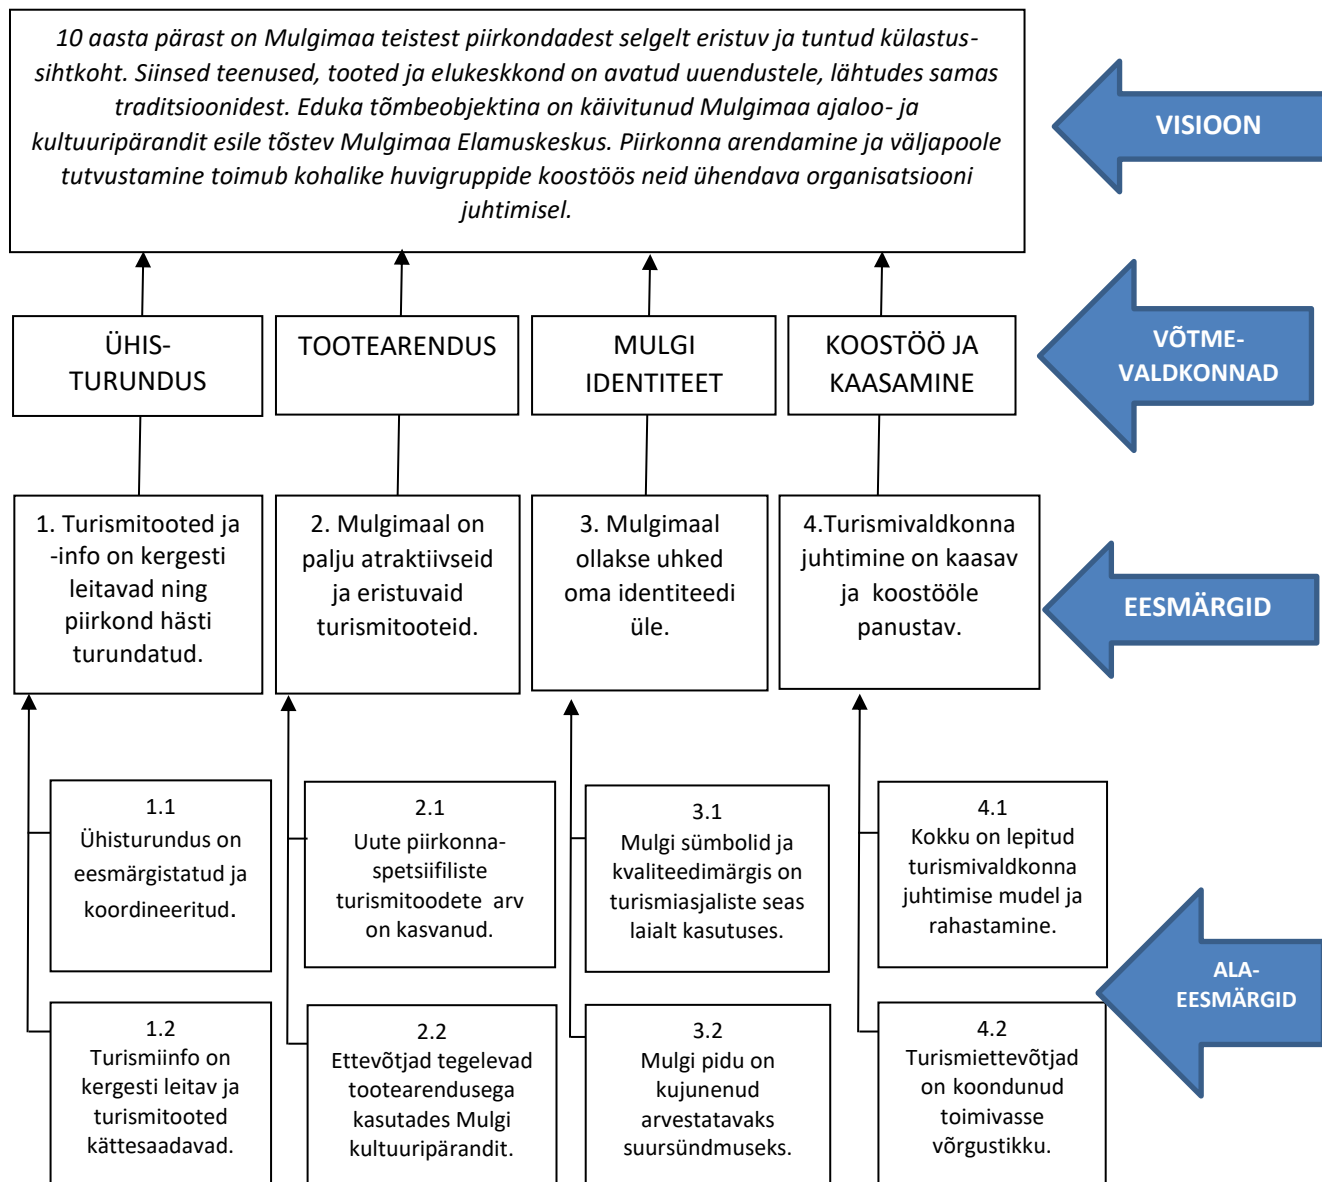 10 aasta pärast on Mulgimaa teistest piirkondadest selgelt eristuv ja tuntud külastus-
sihtkoht. Siinsed teenused, tooted ja elukeskkond on avatud uuendustele, lähtudes samas
traditsioonidest. Eduka tõmbeobjektina on käivitunud Mulgimaa ajaloo- ja
kultuuripärandit esile tõstev Mulgimaa Elamuskeskus. Piirkonna arendamine ja väljapoole
tutvustamine toimub kohalike huvigruppide koostöös neid ühendava organisatsiooni
juhtimisel.
VISIOON
ÜHIS-
TURUNDUS
TOOTEARENDUS
MULGI
IDENTITEET
KOOSTÖÖ JA
KAASAMINE
VÕTME-
VALDKONNAD
1. Turismitooted ja
-info on kergesti
leitavad ning
piirkond hästi
turundatud.
2. Mulgimaal on
palju atraktiivseid
ja eristuvaid
turismitooteid.
3. Mulgimaal
ollakse uhked
oma identiteedi
üle.
4.Turismivaldkonna
juhtimine on kaasav
ja koostööle
panustav.
EESMÄRGID
1.1
Ühisturundus on
eesmärgistatud ja
koordineeritud.
2.1
Uute piirkonna-
spetsiifiliste
turismitoodete arv
on kasvanud.
3.1
Mulgi sümbolid ja
kvaliteedimärgis on
turismiasjaliste seas
laialt kasutuses.
4.1
Kokku on lepitud
turismivaldkonna
juhtimise mudel ja
rahastamine.
ALA-
EESMÄRGID
1.2
Turismiinfo on
kergesti leitav ja
turismitooted
kättesaadavad.
2.2
Ettevõtjad tegelevad
tootearendusega
kasutades Mulgi
kultuuripärandit.
3.2
Mulgi pidu on
kujunenud
arvestatavaks
suursündmuseks.
4.2
Turismiettevõtjad
on koondunud
toimivasse
võrgustikku.